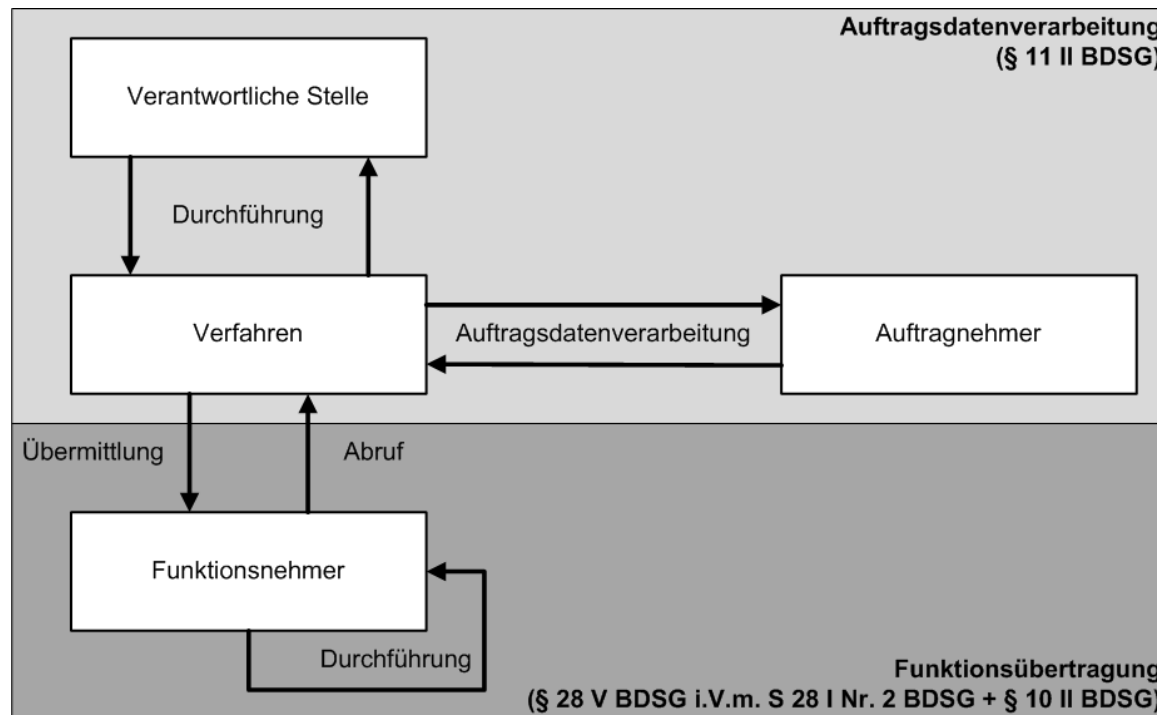 Auftragsdatenverarbeitung
(§ 11 II BDSG)
Verantwortliche Stelle
Durchführung
Verfahren
Auftragsdatenverarbeitung
Auftragnehmer
Übermittlung
Abruf
Funktionsnehmer
Durchführung
Funktionsübertragung
(§ 28 V BDSG i.V.m. S 28 I Nr. 2 BDSG + § 10 II BDSG)